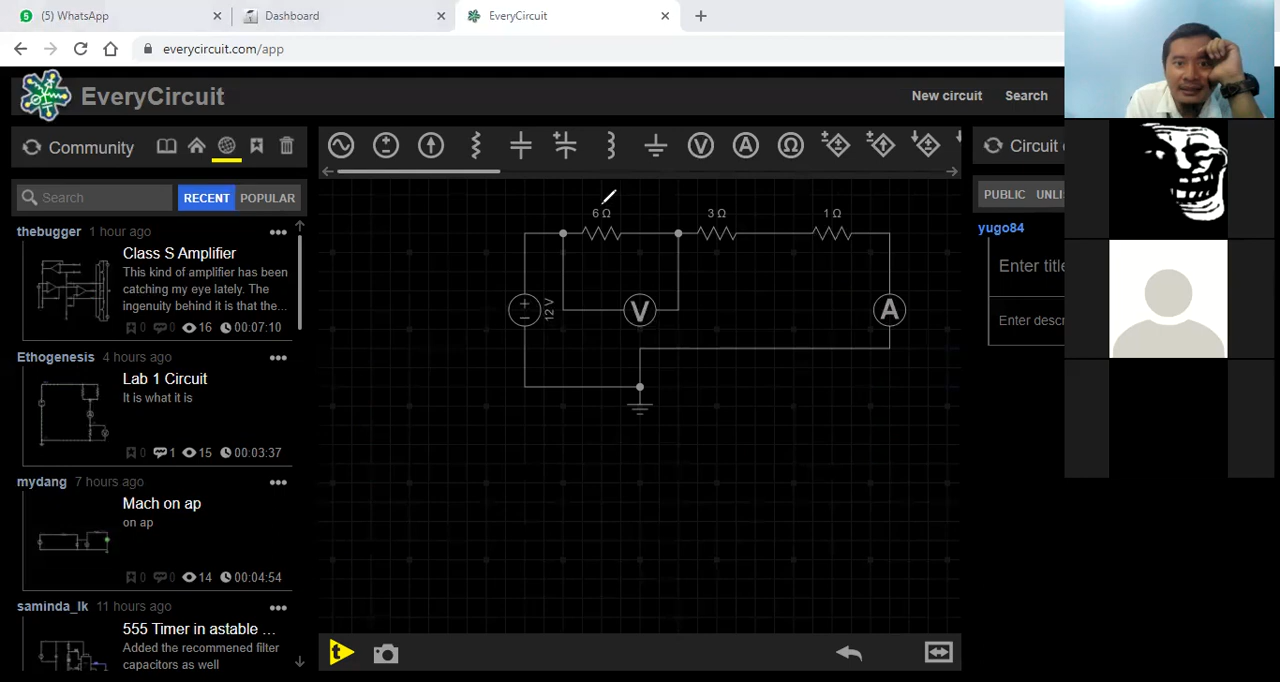 5
(5) WhatsApp
Dashboard
EveryCircuit
everycircuit.com/app
EveryCircuit
New circuit
Search
Community
V
A
Ω
Circuit
Search
RECENT
POPULAR
PUBLIC
UNLI
yugo84
Enter title
Enter descr
thebugger 1 hour ago
Class S Amplifier
This kind of amplifier has been
catching my eye lately. The
ingenuity behind it is that the...
0 0 16 00:07:10
Ethogenesis 4 hours ago
Lab 1 Circuit
It is what it is
0 1 15 00:03:37
mydang 7 hours ago
Mach on ap
on ap
0 0 14 00:04:54
saminda_lk 11 hours ago
555 Timer in astable ...
Added the recommened filter
capacitors as well
6 Ω
3 Ω
1 Ω
12 V
V
A
t